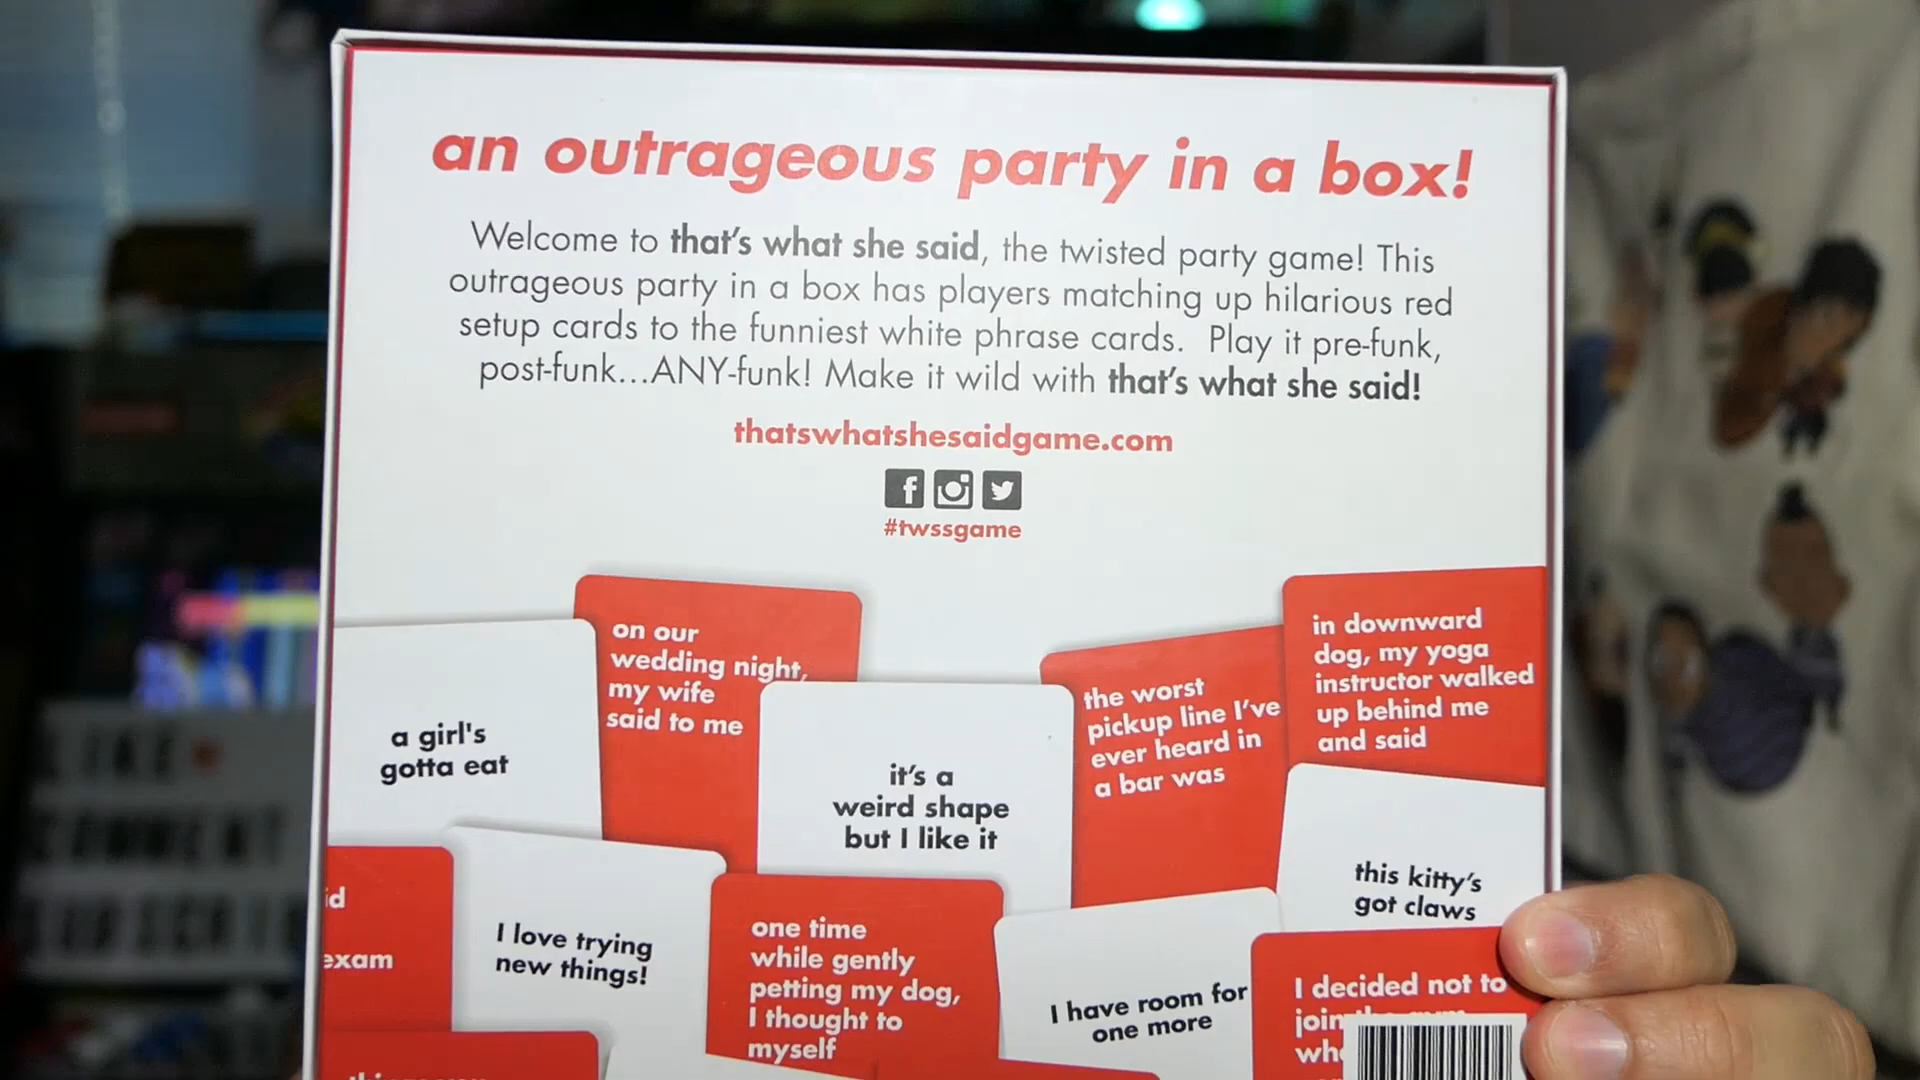 an outrageous party in a box!
Welcome to that's what she said, the twisted party game! This
outrageous party in a box has players matching up hilarious red
setup cards to the funniest white phrase cards. Play it pre-funk,
post-funk...ANY-funk! Make it wild with that's what she said!
thatswhatshesaidgame.com
#twssgame
on our
wedding night,
my wife
said to me
in downward
dog, my yoga
instructor walked
up behind me
and said
the worst
pickup line I've
ever heard in
a bar was
a girl's
gotta eat
it's a
weird shape
but I like it
this kitty's
got claws
id
exam
I love trying
new things!
one time
while gently
petting my dog,
I thought to
myself
I have room for
one more
I decided not to
join
LIKE
COMMENT